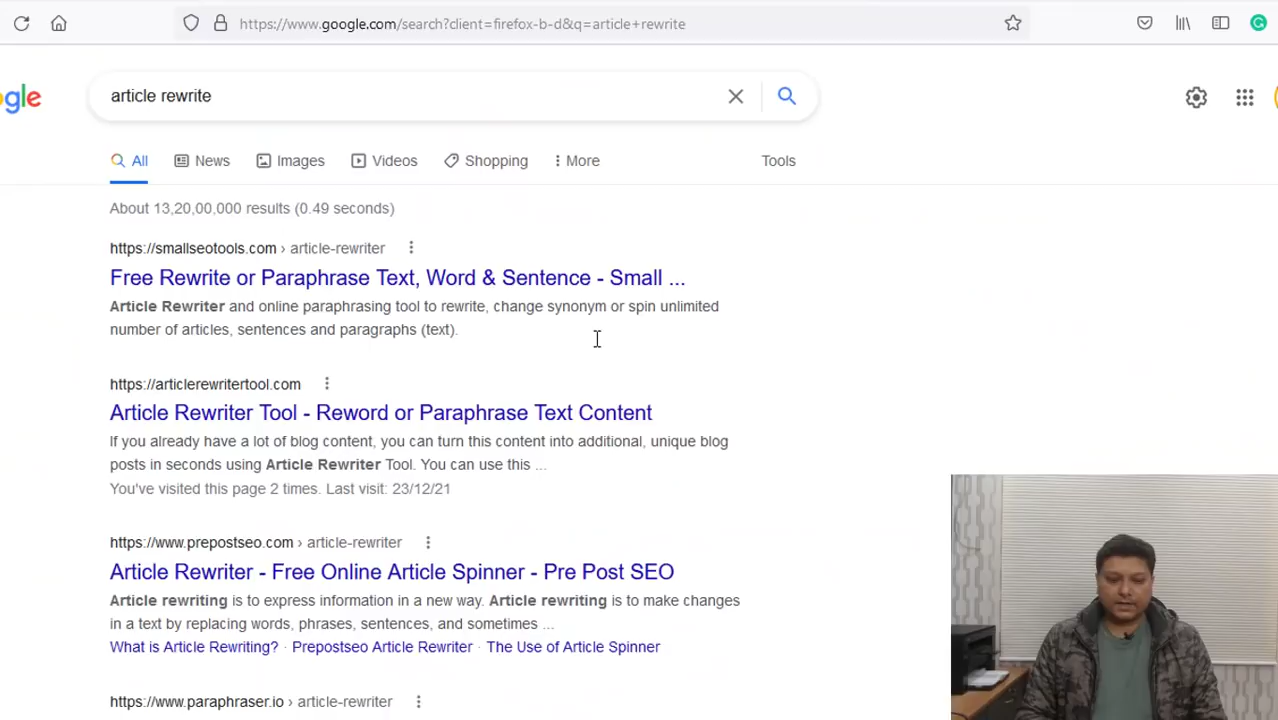 https://www.google.com/search?client=firefox-b-d&q=article+rewrite
gle
article rewrite
All News Images Videos Shopping More Tools
About 13,20,00,000 results (0.49 seconds)
https://smallseotools.com › article-rewriter
Free Rewrite or Paraphrase Text, Word & Sentence - Small ...
Article Rewriter and online paraphrasing tool to rewrite, change synonym or spin unlimited
number of articles, sentences and paragraphs (text).
https://articlerewritertool.com
Article Rewriter Tool - Reword or Paraphrase Text Content
If you already have a lot of blog content, you can turn this content into additional, unique blog
posts in seconds using Article Rewriter Tool. You can use this ...
You've visited this page 2 times. Last visit: 23/12/21
https://www.prepostseo.com › article-rewriter
Article Rewriter - Free Online Article Spinner - Pre Post SEO
Article rewriting is to express information in a new way. Article rewriting is to make changes
in a text by replacing words, phrases, sentences, and sometimes ...
What is Article Rewriting? · Prepostseo Article Rewriter · The Use of Article Spinner
https://www.paraphraser.io › article-rewriter